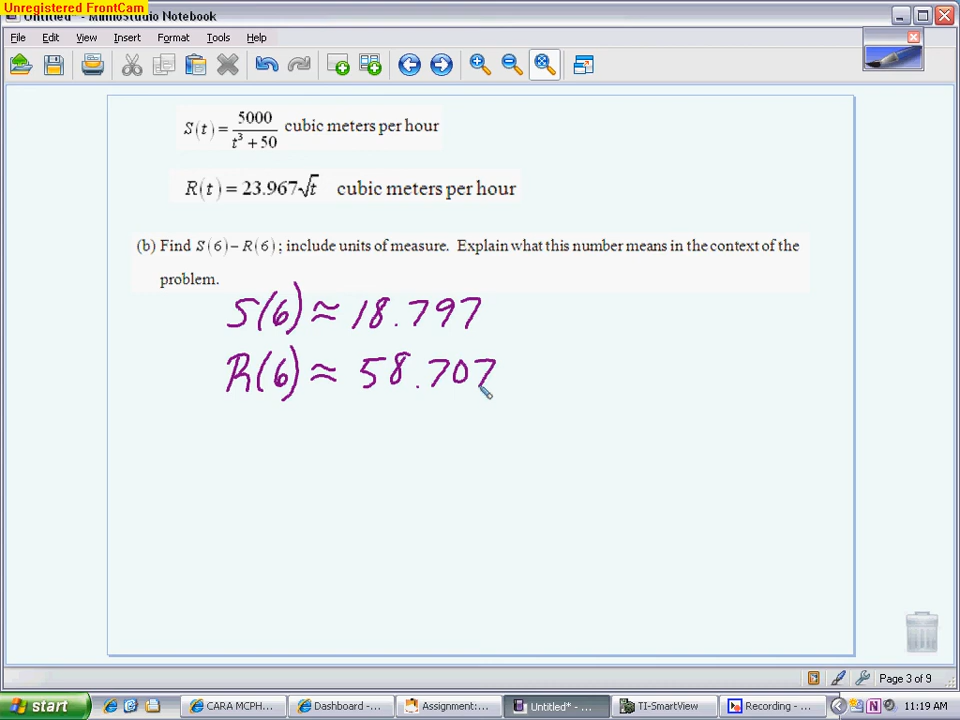 Unregistered FrontCam
Untitled* - MimioStudio Notebook
File Edit View Insert Format Tools Help
S(t) = 5000 / (t³ + 50) cubic meters per hour
R(t) = 23.967√t cubic meters per hour
(b) Find S(6) – R(6); include units of measure. Explain what this number means in the context of the
problem.
S(6) ≈ 18.797
R(6) ≈ 58.707
Page 3 of 9
start CARA MCPH... Dashboard - ... Assignment:... Untitled* - ... TI-SmartView Recording - ... 11:19 AM